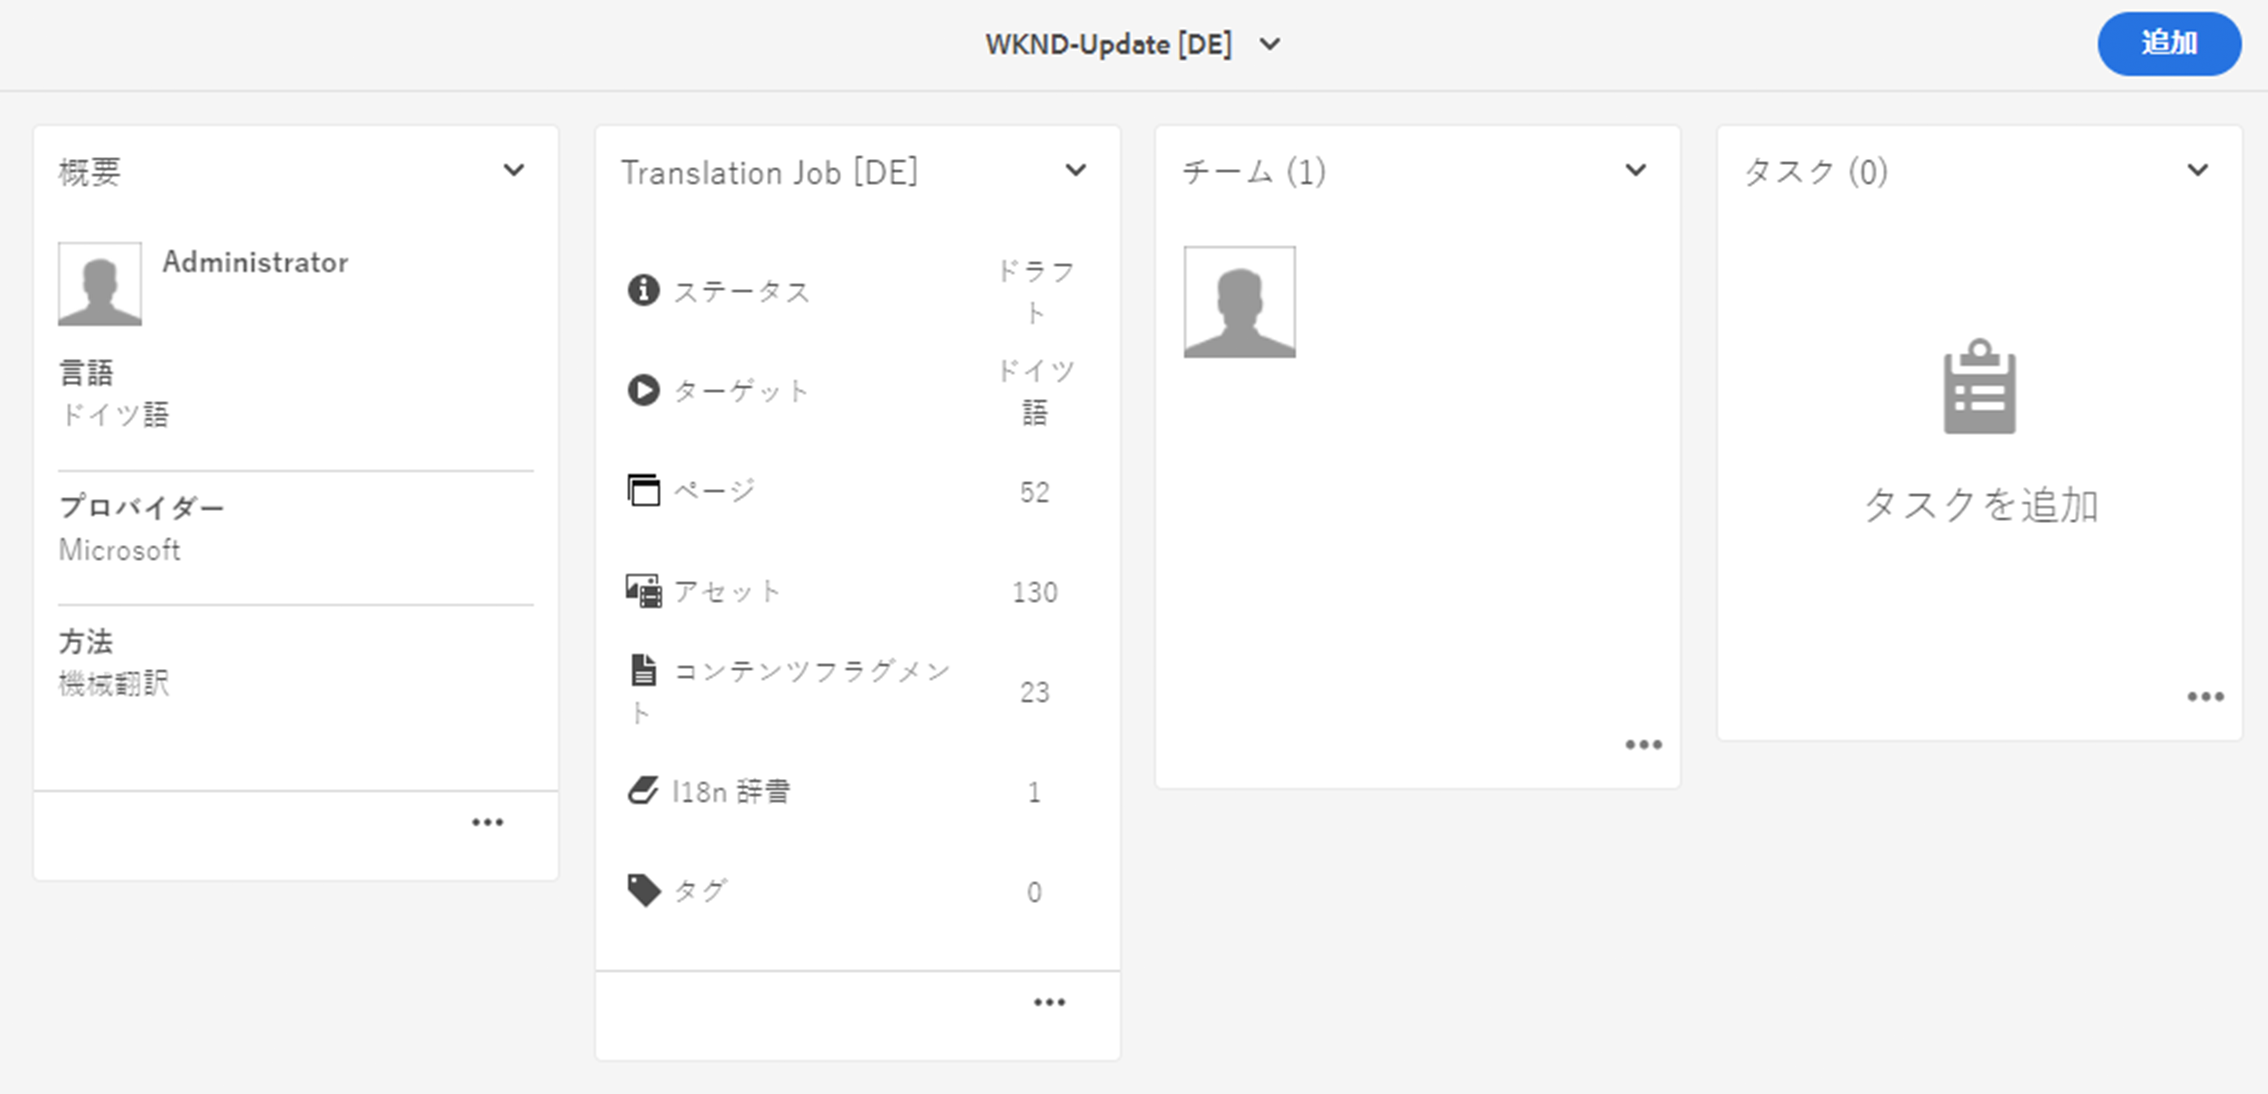 WKND-Update [DE]
追加
概要
Administrator
言語
ドイツ語
プロバイダー
Microsoft
方法
機械翻訳
Translation Job [DE]
ステータス
ドラフ
ト
ターゲット
ドイツ
語
ページ
52
アセット
130
コンテンツフラグメン
ト
23
I18n 辞書
1
タグ
0
チーム (1)
タスク (0)
タスクを追加